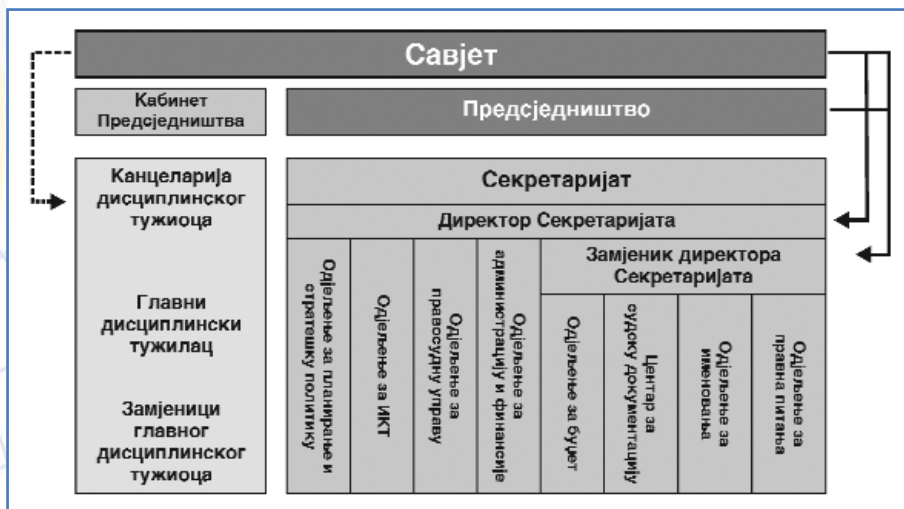 Савјет
Кабинет
Предсједништва
Предсједништво
Канцеларија
дисциплинског
тужиоца
Главни
дисциплински
тужилац
Замјеници
главног
дисциплинског
тужиоца
Секретаријат
Директор Секретаријата
Замјеник директора
Секретаријата
Одјељење за планирање и
стратешку политику
Одјељење за ИКТ
Одјељење за
правосудну управу
Одјељење за
администрацију и финансије
Одјељење за буџет
Центар за
судску документацију
Одјељење за
именовања
Одјељење за
правна питања